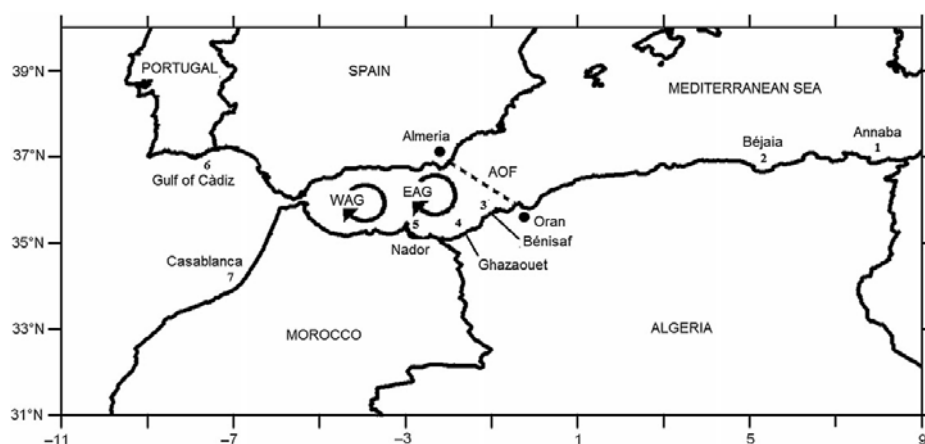 39°N
PORTUGAL
SPAIN
MEDITERRANEAN SEA
Almeria
Béjaia
Annaba
37°N
6
2
1
Gulf of Càdiz
AOF
WAG
EAG
3
5
4
Oran
Bénisaf
35°N
Nador
Ghazaouet
Casablanca
7
33°N
MOROCCO
ALGERIA
31°N
–11
–7
–3
1
5
9